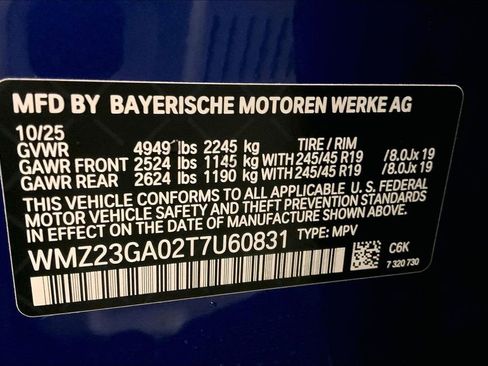 MFD BY BAYERISCHE MOTOREN WERKE AG
10/25
GVWR 4949 lbs 2245 kg TIRE / RIM
GAWR FRONT 2524 lbs 1145 kg WITH 245/45 R19 /8.0Jx 19
GAWR REAR 2624 lbs 1190 kg WITH 245/45 R19 /8.0Jx 19
THIS VEHICLE CONFORMS TO ALL APPLICABLE U. S. FEDERAL
MOTOR VEHICLE SAFETY AND THEFT PREVENTION STANDARDS
IN EFFECT ON THE DATE OF MANUFACTURE SHOWN ABOVE.
WMZ23GA02T7U60831 TYPE: MPV
C6K
7 320 730